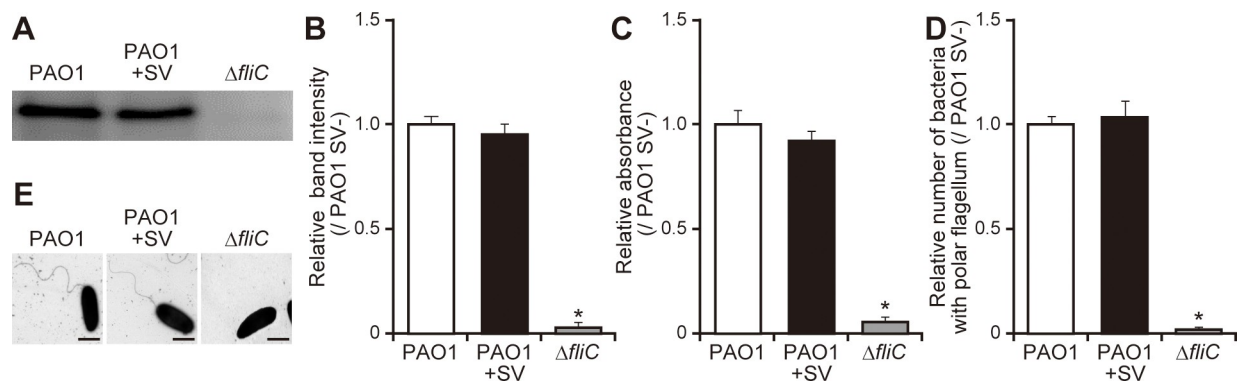 A
PAO1
PAO1
+SV
ΔfliC
E
PAO1
PAO1
+SV
ΔfliC
B
Relative band intensity
(/ PAO1 SV-)
1.5
1.0
0.5
0
*
PAO1
PAO1
+SV
ΔfliC
C
Relative absorbance
(/ PAO1 SV-)
1.5
1.0
0.5
0
*
PAO1
PAO1
+SV
ΔfliC
D
Relative number of bacteria
with polar flagellum (/ PAO1 SV-)
1.5
1.0
0.5
0
*
PAO1
PAO1
+SV
ΔfliC